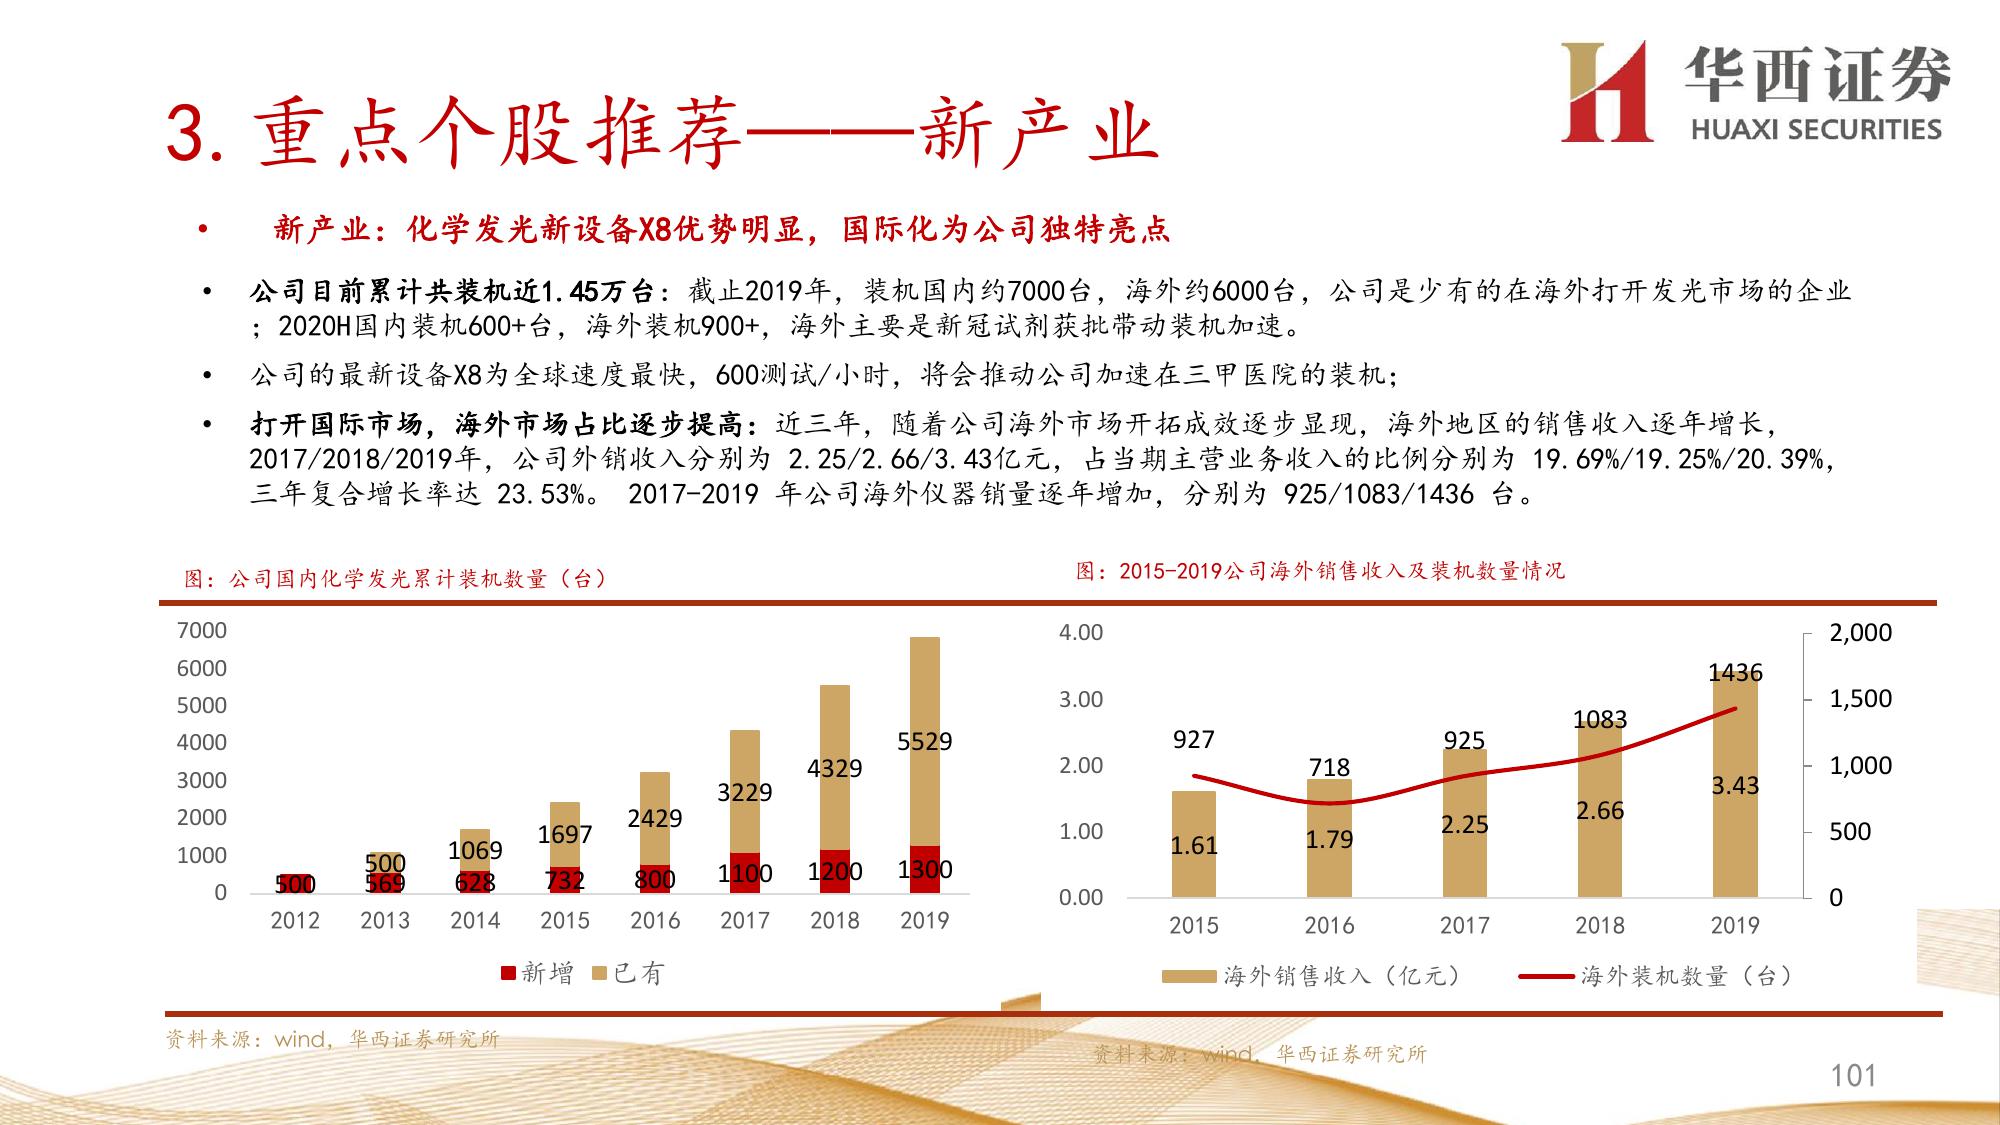 华西证券
HUAXI SECURITIES
3. 重点个股推荐——新产业
• 新产业：化学发光新设备X8优势明显，国际化为公司独特亮点
• 公司目前累计共装机近1.45万台：截止2019年，装机国内约7000台，海外约6000台，公司是少有的在海外打开发光市场的企业
；2020H国内装机600+台，海外装机900+，海外主要是新冠试剂获批带动装机加速。
• 公司的最新设备X8为全球速度最快，600测试/小时，将会推动公司加速在三甲医院的装机；
• 打开国际市场，海外市场占比逐步提高：近三年，随着公司海外市场开拓成效逐步显现，海外地区的销售收入逐年增长，
2017/2018/2019年，公司外销收入分别为 2.25/2.66/3.43亿元，占当期主营业务收入的比例分别为 19.69%/19.25%/20.39%，
三年复合增长率达 23.53%。 2017-2019 年公司海外仪器销量逐年增加，分别为 925/1083/1436 台。
图：公司国内化学发光累计装机数量（台）
7000
6000
5000
4000
3000
2000
1000
0
500
500
569
1069
628
1697
732
2429
800
3229
1100
4329
1200
5529
1300
2012 2013 2014 2015 2016 2017 2018 2019
新增 已有
资料来源：wind，华西证券研究所
图：2015-2019公司海外销售收入及装机数量情况
4.00
3.00
2.00
1.00
0.00
927
718
925
1083
1436
1.61
1.79
2.25
2.66
3.43
2,000
1,500
1,000
500
0
2015 2016 2017 2018 2019
海外销售收入（亿元） 海外装机数量（台）
资料来源：wind，华西证券研究所
101